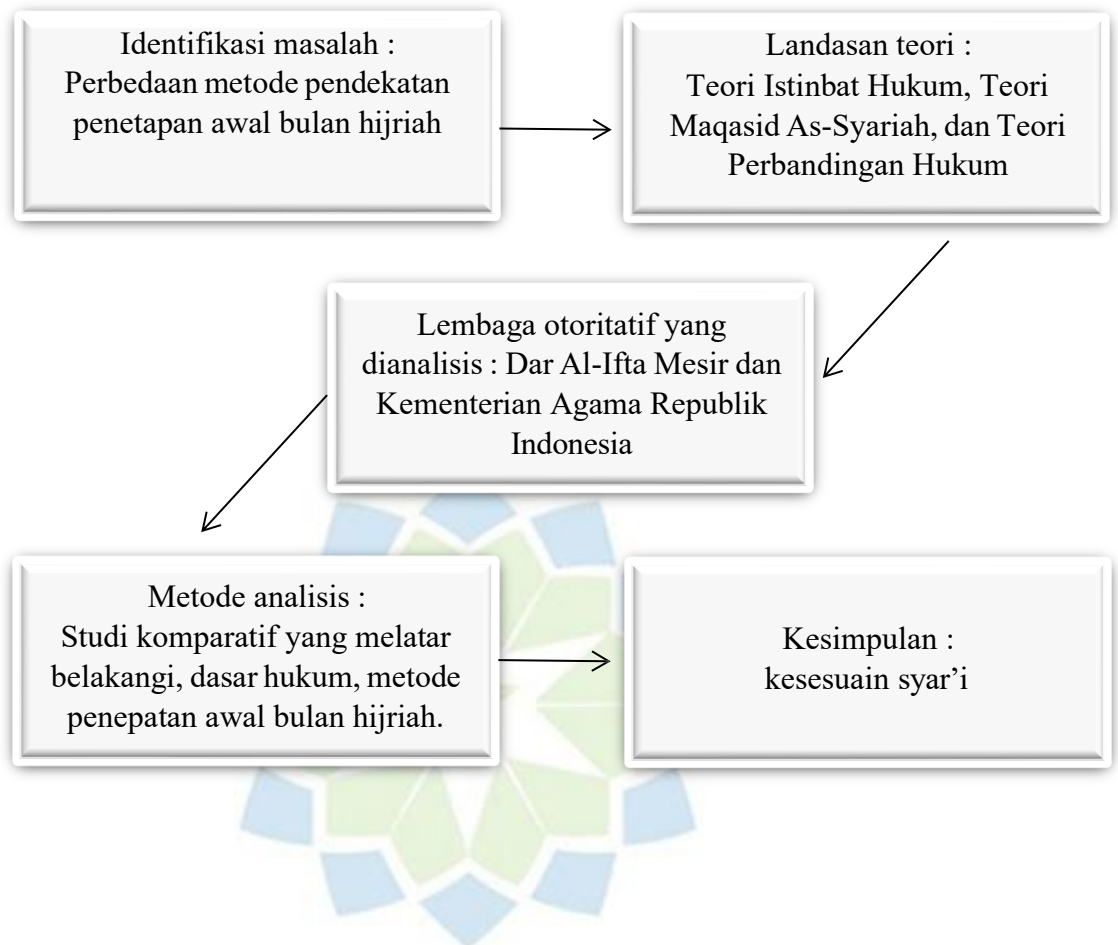 Identifikasi masalah :
Perbedaan metode pendekatan
penetapan awal bulan hijriah
Landasan teori :
Teori Istinbat Hukum, Teori
Maqasid As-Syariah, dan Teori
Perbandingan Hukum
Lembaga otoritatif yang
dianalisis : Dar Al-Ifta Mesir dan
Kementerian Agama Republik
Indonesia
Metode analisis :
Studi komparatif yang melatar
belakangi, dasar hukum, metode
penepatan awal bulan hijriah.
Kesimpulan :
kesesuain syar’i